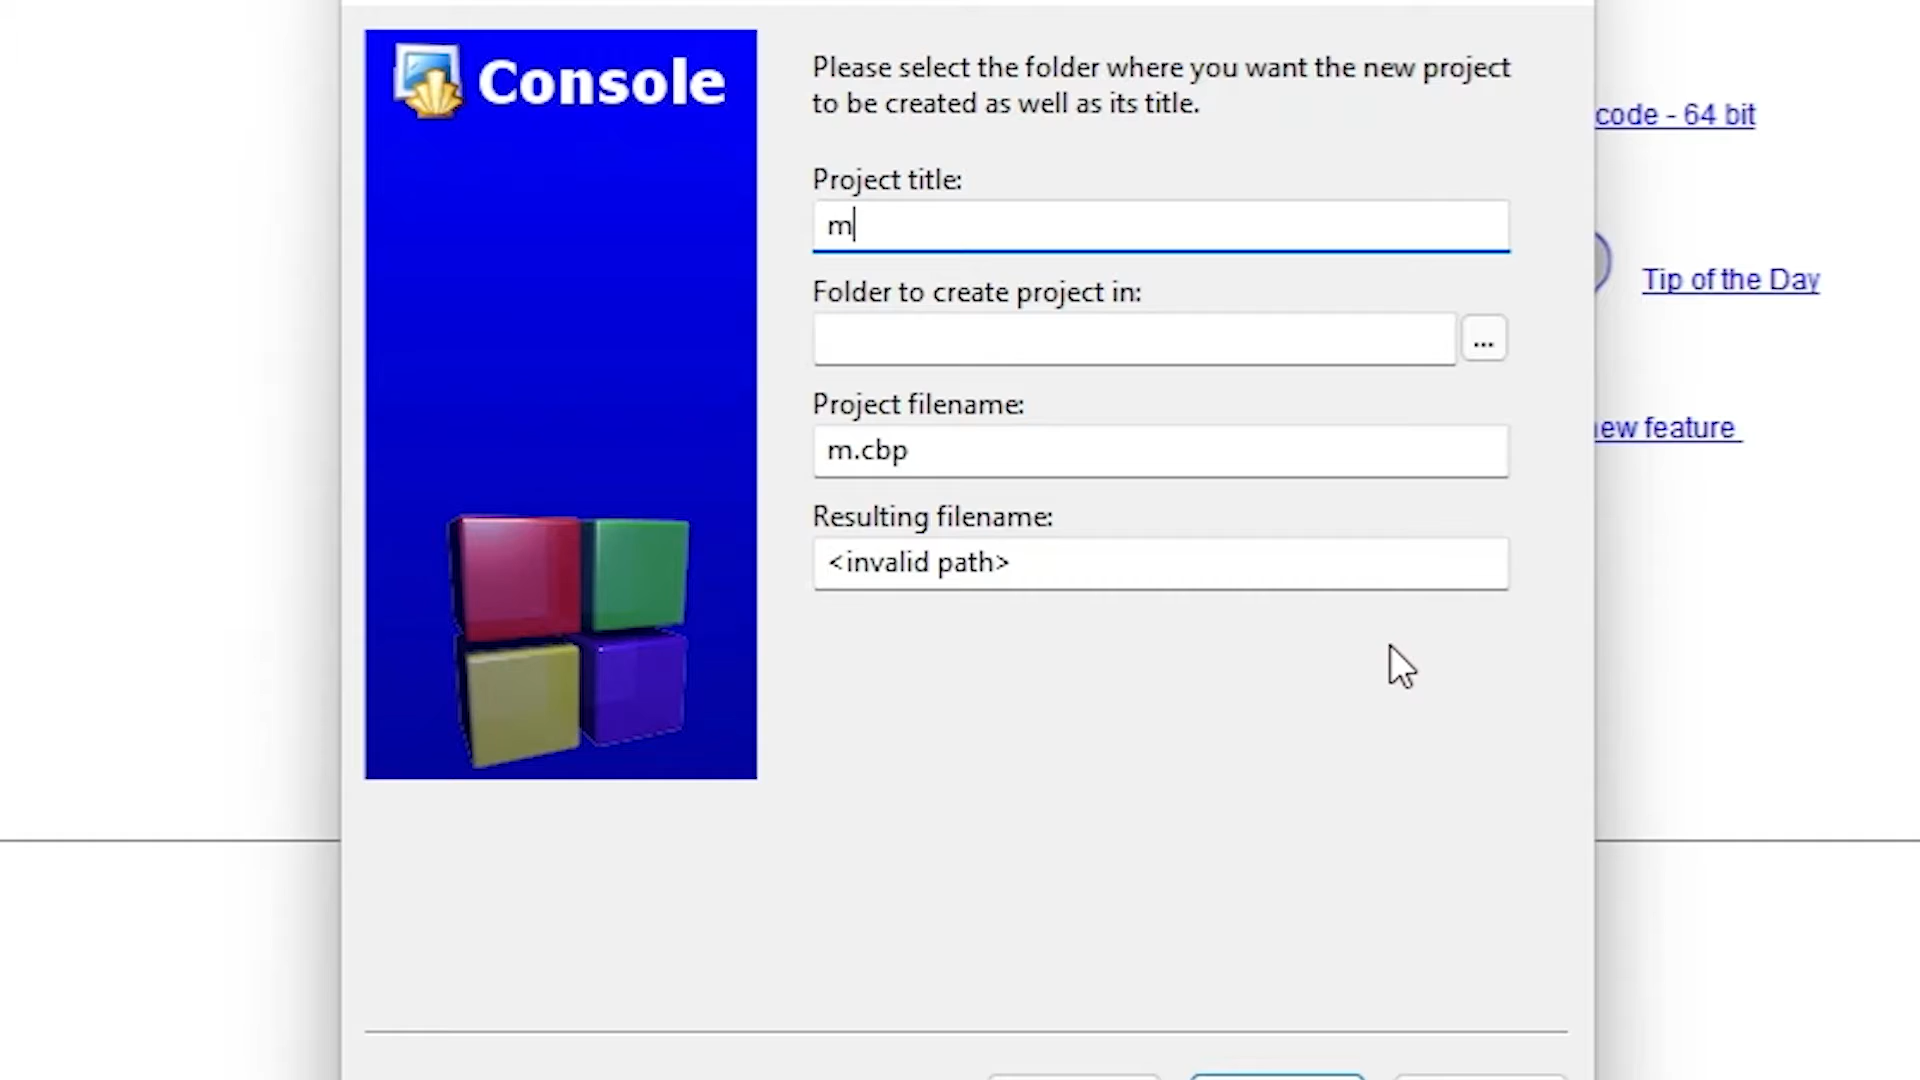 Console
Please select the folder where you want the new project
to be created as well as its title.
Project title:
m
Folder to create project in:
...
Project filename:
m.cbp
Resulting filename:
<invalid path>
code - 64 bit
Tip of the Day
new feature